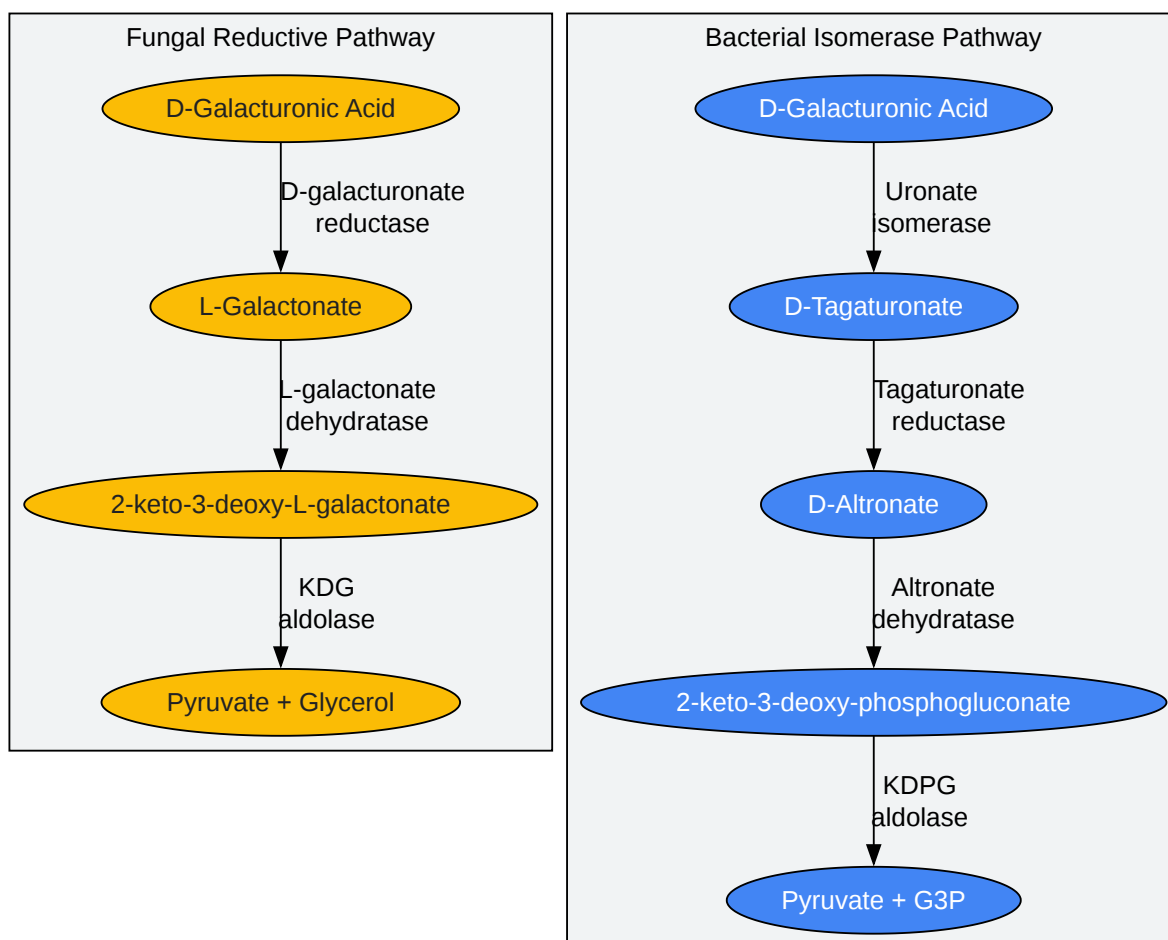 Fungal Reductive Pathway
D-Galacturonic Acid
D-galacturonate
reductase
L-Galactonate
L-galactonate
dehydratase
2-keto-3-deoxy-L-galactonate
KDG
aldolase
Pyruvate + Glycerol
Bacterial Isomerase Pathway
D-Galacturonic Acid
Uronate
isomerase
D-Tagaturonate
Tagaturonate
reductase
D-Altronate
Altronate
dehydratase
2-keto-3-deoxy-phosphogluconate
KDPG
aldolase
Pyruvate + G3P